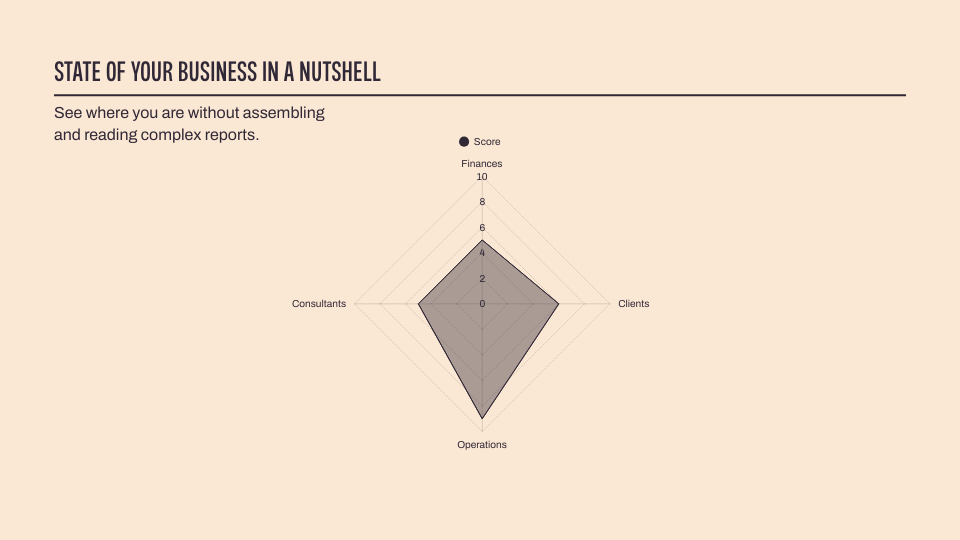 STATE OF YOUR BUSINESS IN A NUTSHELL
See where you are without assembling
and reading complex reports.
Score
Finances
10
8
6
4
2
0
Consultants
Clients
Operations